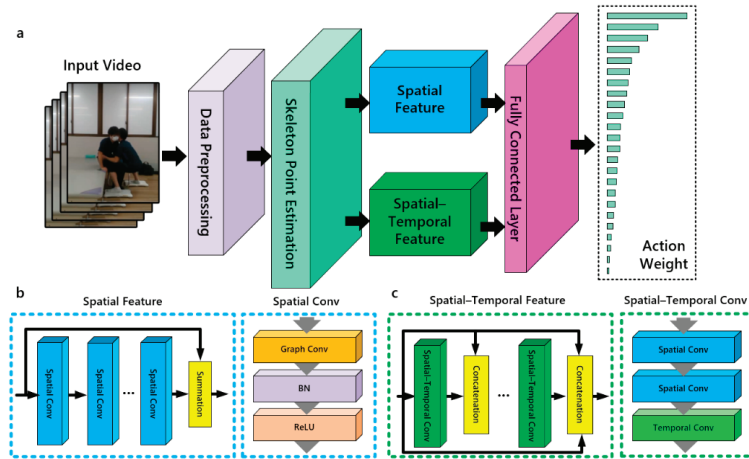 a
Input Video
Data Preprocessing
Skeleton Point Estimation
Spatial
Feature
Spatial–
Temporal
Feature
Fully Connected Layer
Action
Weight
b
Spatial Feature
Spatial Conv
Spatial Conv
Spatial Conv
...
Spatial Conv
Summation
Graph Conv
BN
ReLU
c
Spatial–Temporal Feature
Spatial–Temporal Conv
Spatial–Temporal Conv
Concatenation
...
Spatial–Temporal Conv
Concatenation
Spatial Conv
Spatial Conv
Temporal Conv